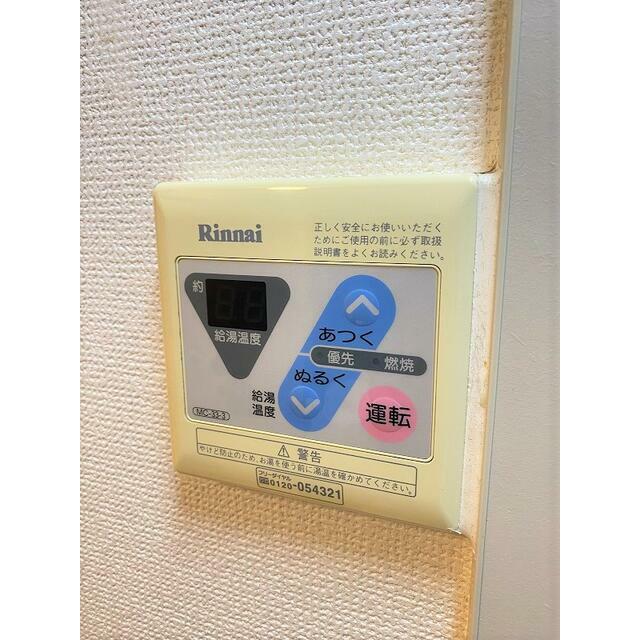 Rinnai
正しく安全にお使いいただく
ためにご使用の前に必ず取扱
説明書をよくお読みください。
約
給湯温度
あつく
優先 燃焼
ぬるく
給湯
温度
運転
MC-33-3
⚠ 警告
やけど防止のため、お湯を使う前に湯温を確かめてください。
フリーダイヤル
0120-054321